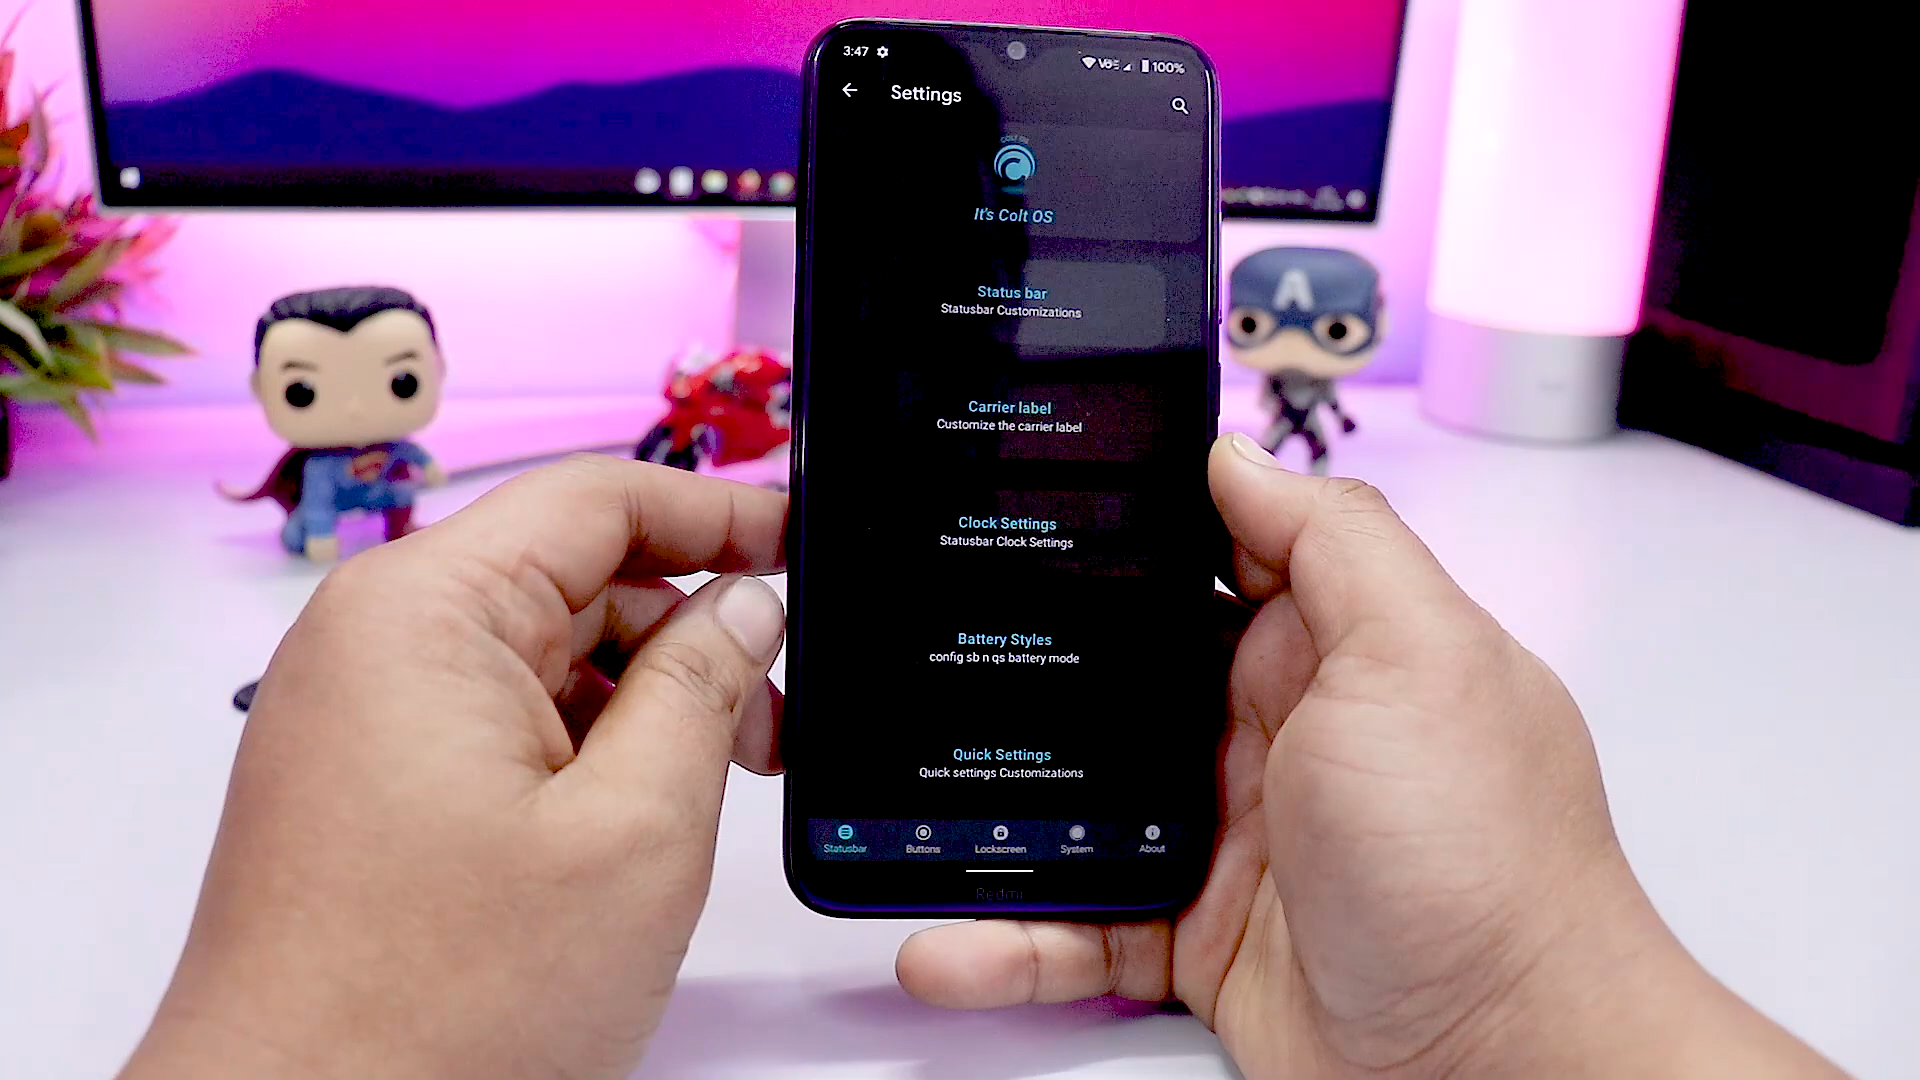 3:47
100%
Settings
It's Colt OS
Status bar
Statusbar Customizations
Carrier label
Customize the carrier label
Clock Settings
Statusbar Clock Settings
Battery Styles
config sb n qs battery mode
Quick Settings
Quick settings Customizations
Statusbar
Buttons
Lockscreen
System
About
Redmi
A